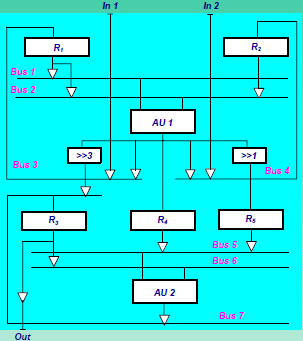 In 1 In 2
R1 R2
Bus 1
Bus 2
AU 1
>>3 >>1
Bus 3 Bus 4
R3 R4 R5
Bus 5
Bus 6
AU 2
Bus 7
Out